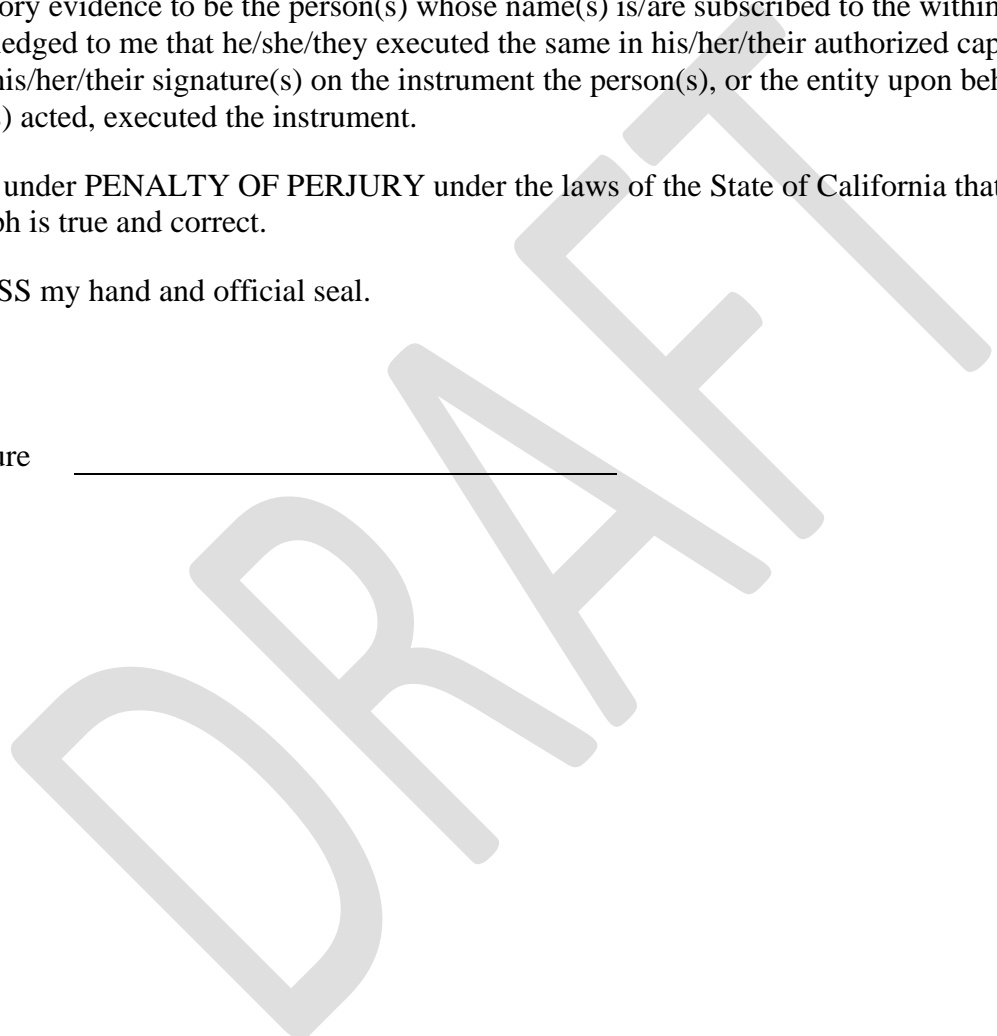 ory evidence to be the person(s) whose name(s) is/are subscribed to the within
ledged to me that he/she/they executed the same in his/her/their authorized cap
his/her/their signature(s) on the instrument the person(s), or the entity upon beh
) acted, executed the instrument.
under PENALTY OF PERJURY under the laws of the State of California that
ph is true and correct.
SS my hand and official seal.
ure
DRAFT